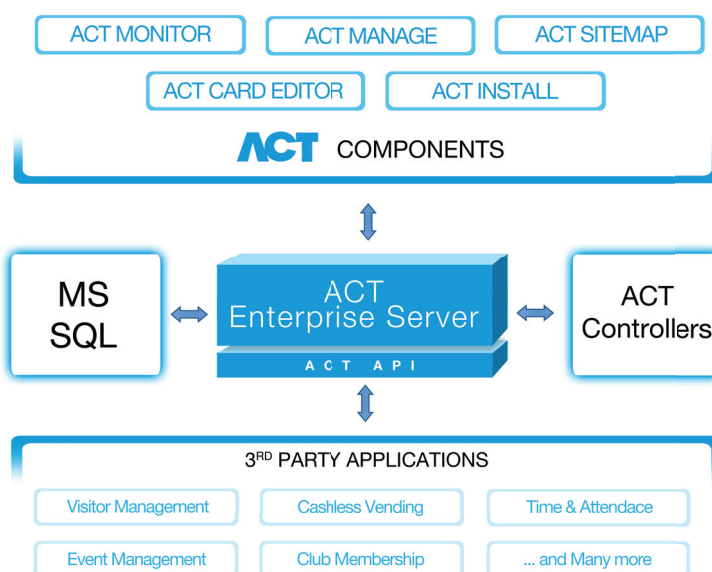 ACT MONITOR
ACT MANAGE
ACT SITEMAP
ACT CARD EDITOR
ACT INSTALL
ACT COMPONENTS
MS
SQL
ACT
Enterprise Server
ACT API
ACT
Controllers
3RD PARTY APPLICATIONS
Visitor Management
Cashless Vending
Time & Attendace
Event Management
Club Membership
... and Many more